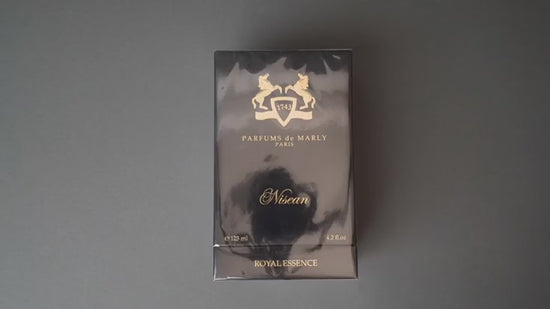 1743
PARFUMS de MARLY
PARIS
Nisean
℮125 ml 4.2 fl.oz
ROYAL ESSENCE